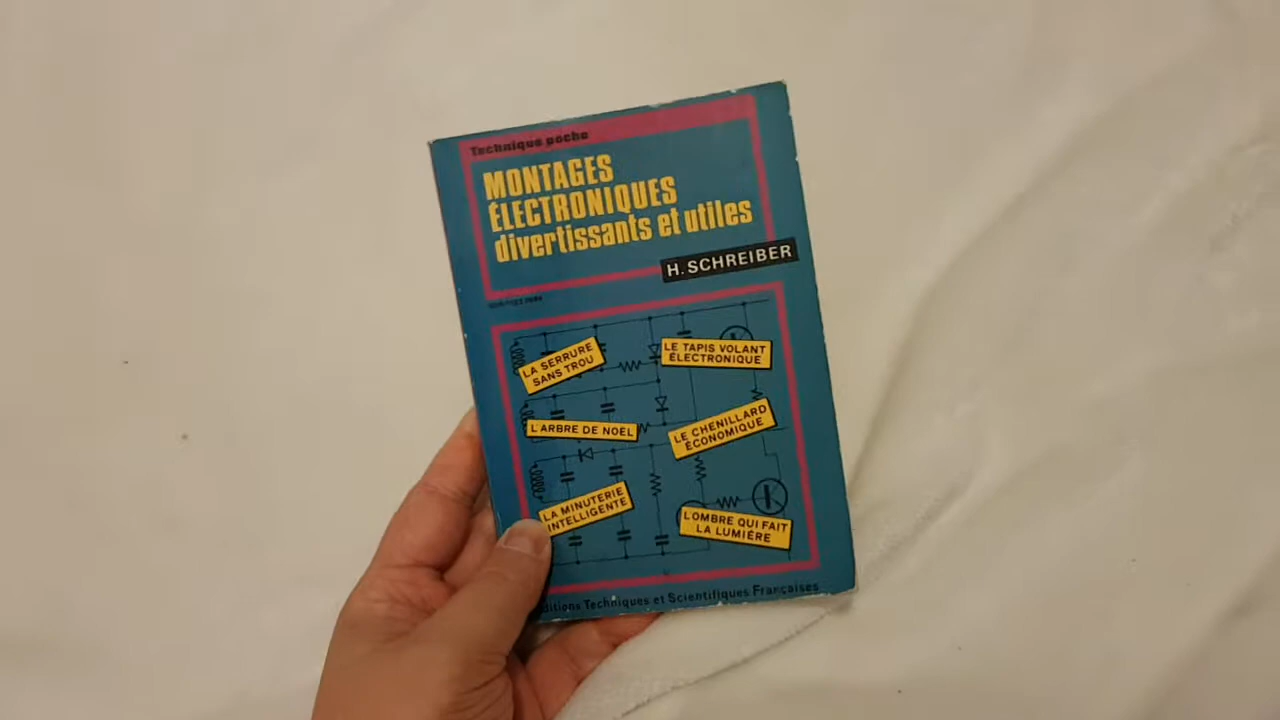 Technique poche
MONTAGES
ÉLECTRONIQUES
divertissants et utiles
H. SCHREIBER
LA SERRURE
SANS TROU
LE TAPIS VOLANT
ÉLECTRONIQUE
L'ARBRE DE NOEL
LE CHENILLARD
ÉCONOMIQUE
LA MINUTERIE
INTELLIGENTE
L'OMBRE QUI FAIT
LA LUMIÈRE
ditions Techniques et Scientifiques Françaises